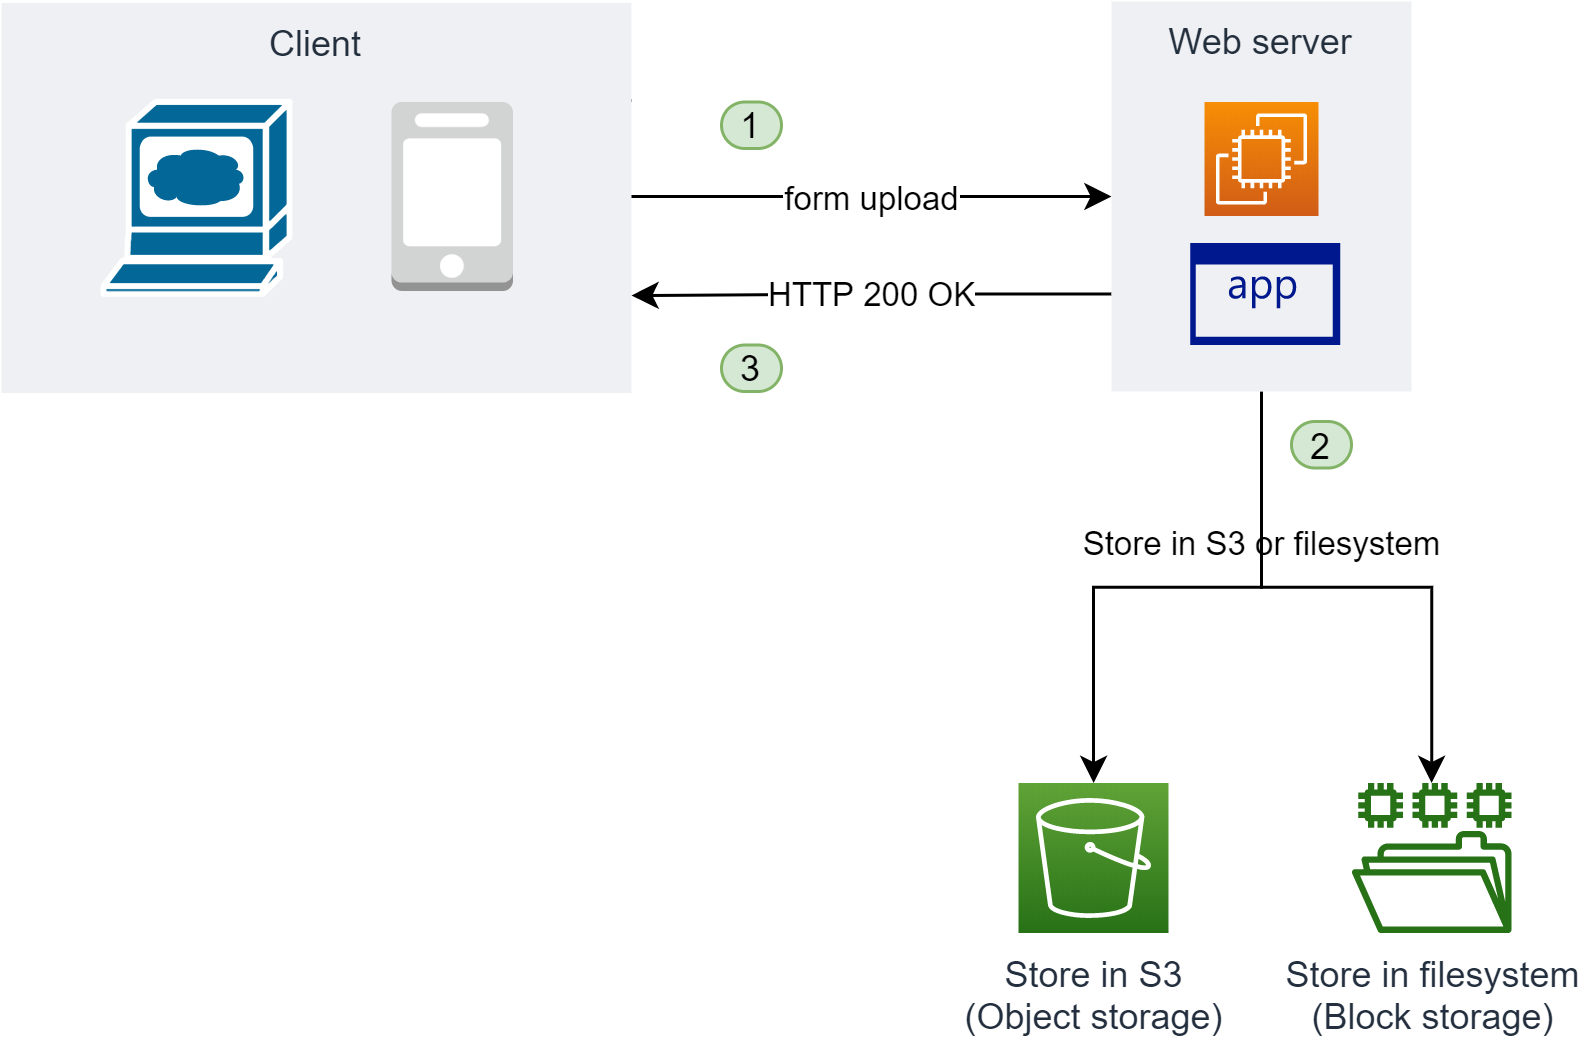 Client
Web server
1
form upload
app
HTTP 200 OK
3
2
Store in S3 or filesystem
Store in S3
(Object storage)
Store in filesystem
(Block storage)